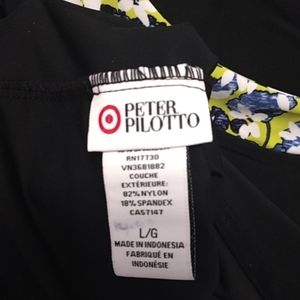 PETER
PILOTTO
RN17730
VN3681882
COUCHE
EXTÉRIEURE:
82% NYLON
18% SPANDEX
CA57147
L/G
MADE IN INDONESIA
FABRIQUÉ EN
INDONÉSIE